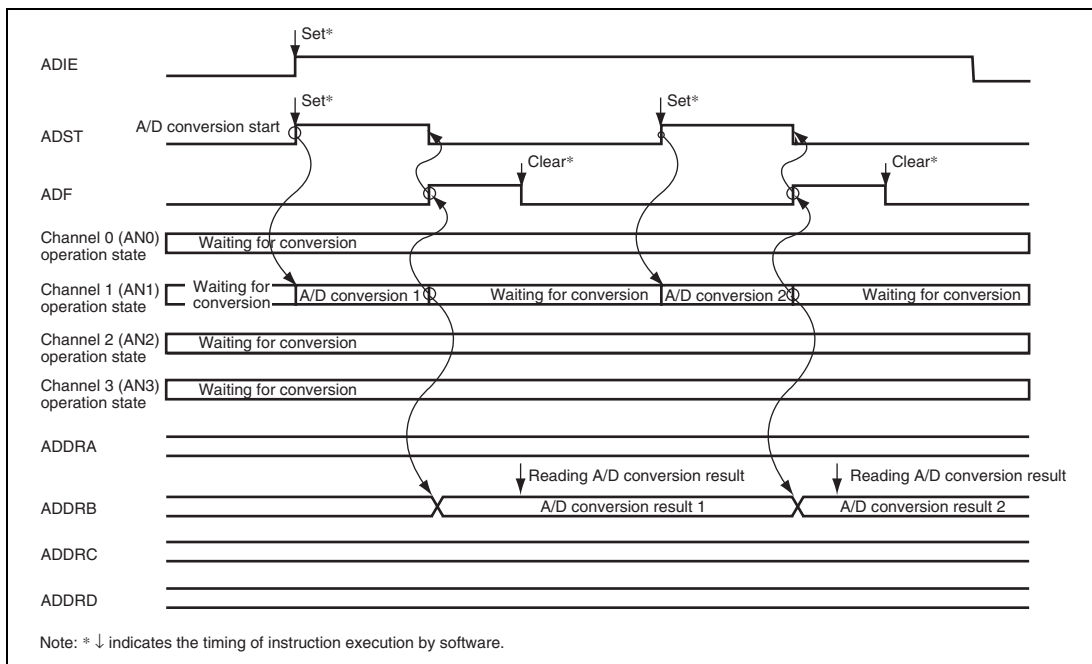 Set*
ADIE
Set*
Set*
A/D conversion start
ADST
Clear*
Clear*
ADF
Channel 0 (AN0)
operation state
Waiting for conversion
Channel 1 (AN1)
operation state
Waiting for
conversion
A/D conversion 1
Waiting for conversion
A/D conversion 2
Waiting for conversion
Channel 2 (AN2)
operation state
Waiting for conversion
Channel 3 (AN3)
operation state
Waiting for conversion
ADDRA
Reading A/D conversion result
Reading A/D conversion result
ADDRB
A/D conversion result 1
A/D conversion result 2
ADDRC
ADDRD
Note: * ↓ indicates the timing of instruction execution by software.